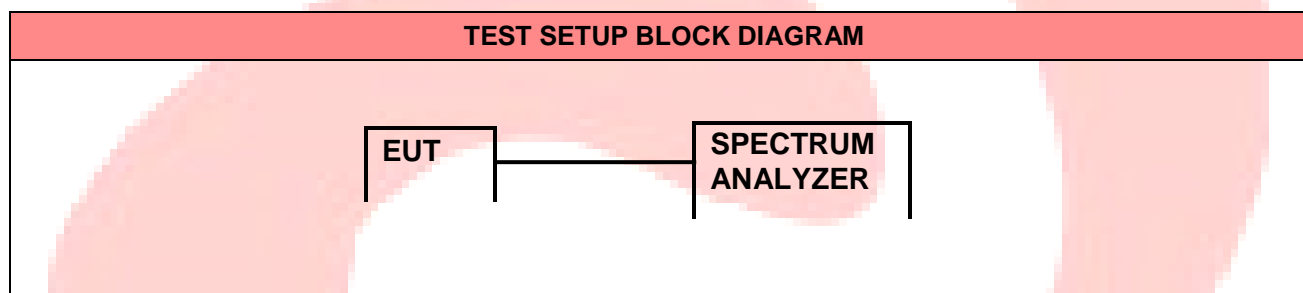 TEST SETUP BLOCK DIAGRAM
EUT
SPECTRUM
ANALYZER